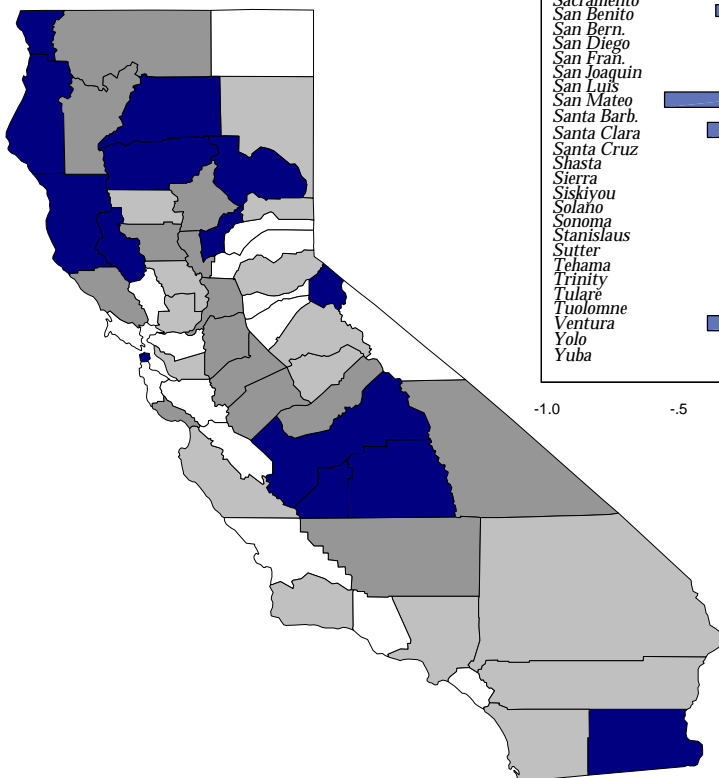 Sacramento
San Benito
San Bern.
San Diego
San Fran.
San Joaquin
San Luis
San Mateo
Santa Barb.
Santa Clara
Santa Cruz
Shasta
Sierra
Siskiyou
Solano
Sonoma
Stanislaus
Sutter
Tehama
Trinity
Tulare
Tuolomne
Ventura
Yolo
Yuba
-1.0 -.5